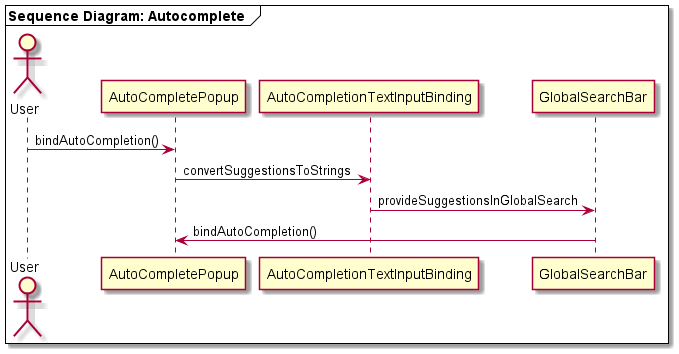 Sequence Diagram: Autocomplete
User
AutoCompletePopup
AutoCompletionTextInputBinding
GlobalSearchBar
bindAutoCompletion()
convertSuggestionsToStrings
provideSuggestionsInGlobalSearch
bindAutoCompletion()
User
AutoCompletePopup
AutoCompletionTextInputBinding
GlobalSearchBar